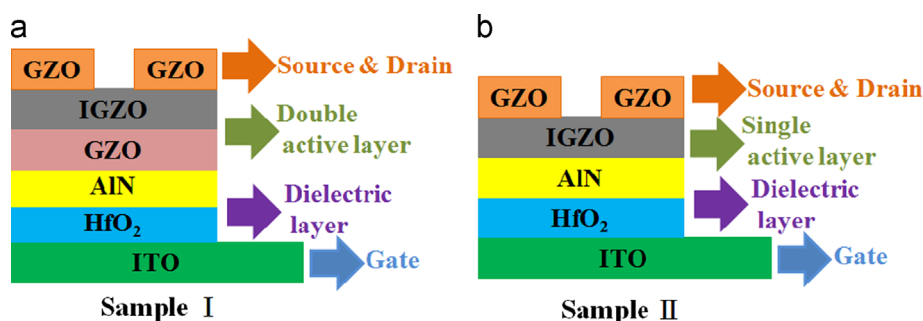 a
GZO GZO Source & Drain
IGZO
Double
active layer
GZO
AlN
Dielectric
layer
HfO₂
ITO
Gate
Sample Ⅰ
b
GZO GZO Source & Drain
IGZO
Single
active layer
AlN
Dielectric
layer
HfO₂
ITO
Gate
Sample Ⅱ